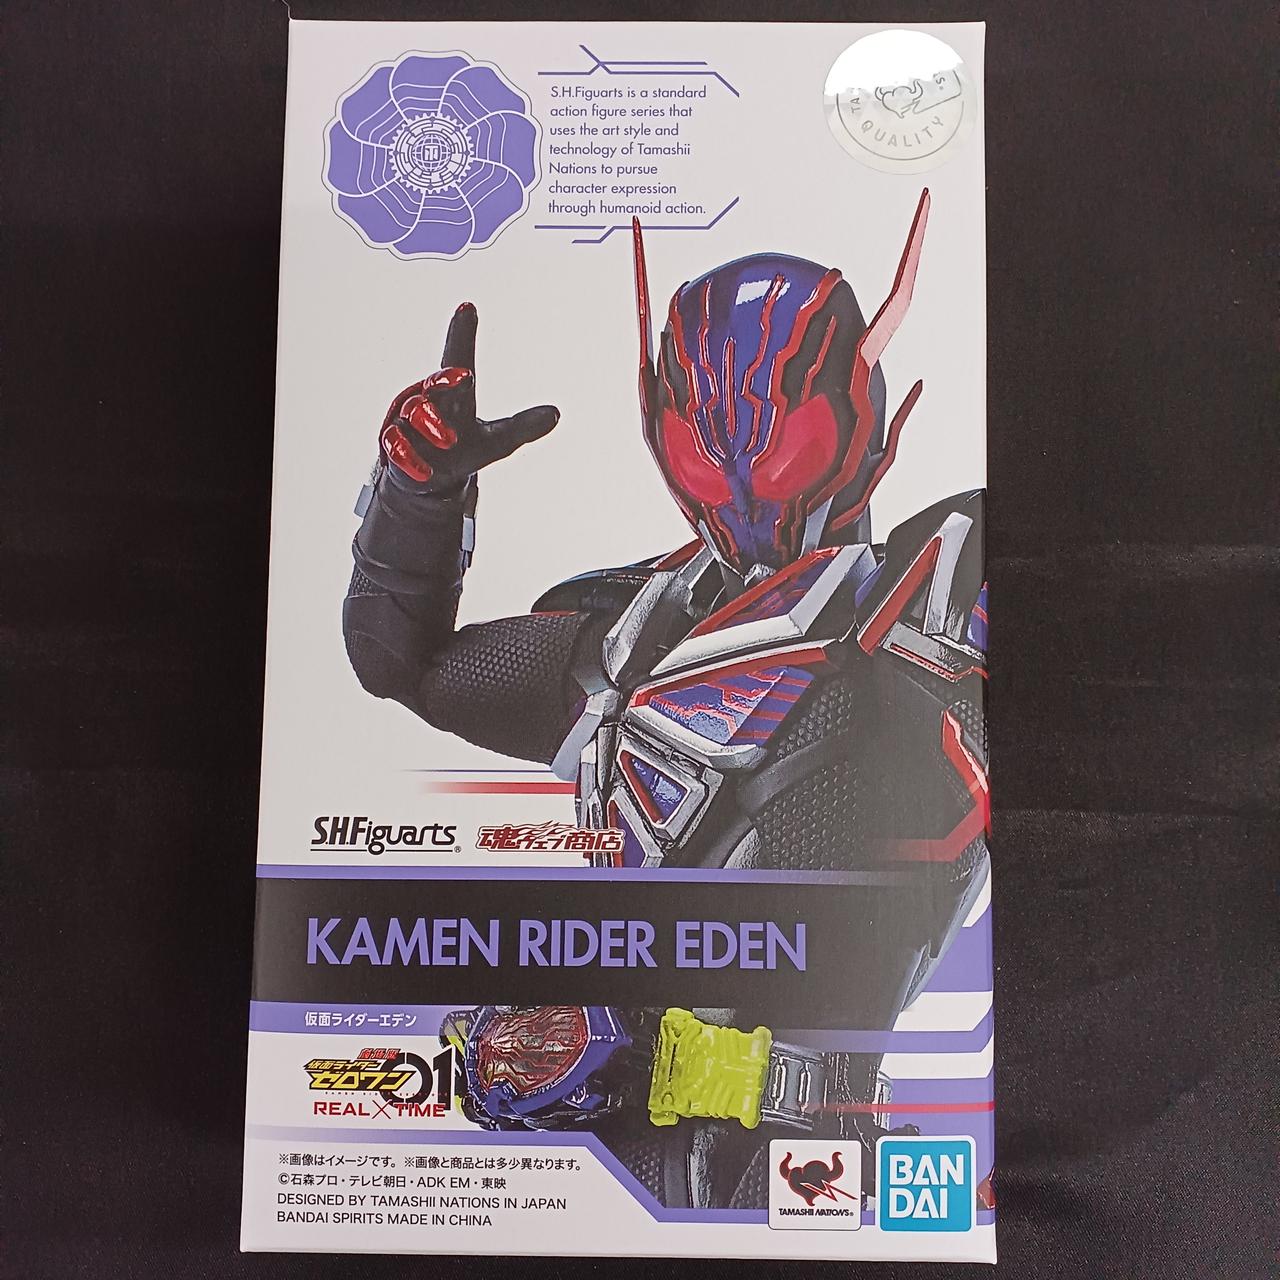 S.H.Figuarts is a standard
action figure series that
uses the art style and
technology of Tamashii
Nations to pursue
character expression
through humanoid action.
QUALITY
S.H.Figuarts®
魂ウェブ商店
KAMEN RIDER EDEN
仮面ライダーエデン
劇場版
仮面ライダー
ゼロワン 01
REAL×TIME
※画像はイメージです。※画像と商品とは多少異なります。
©石森プロ・テレビ朝日・ADK EM・東映
DESIGNED BY TAMASHII NATIONS IN JAPAN
BANDAI SPIRITS MADE IN CHINA
TAMASHII NATIONS®
BAN
DAI